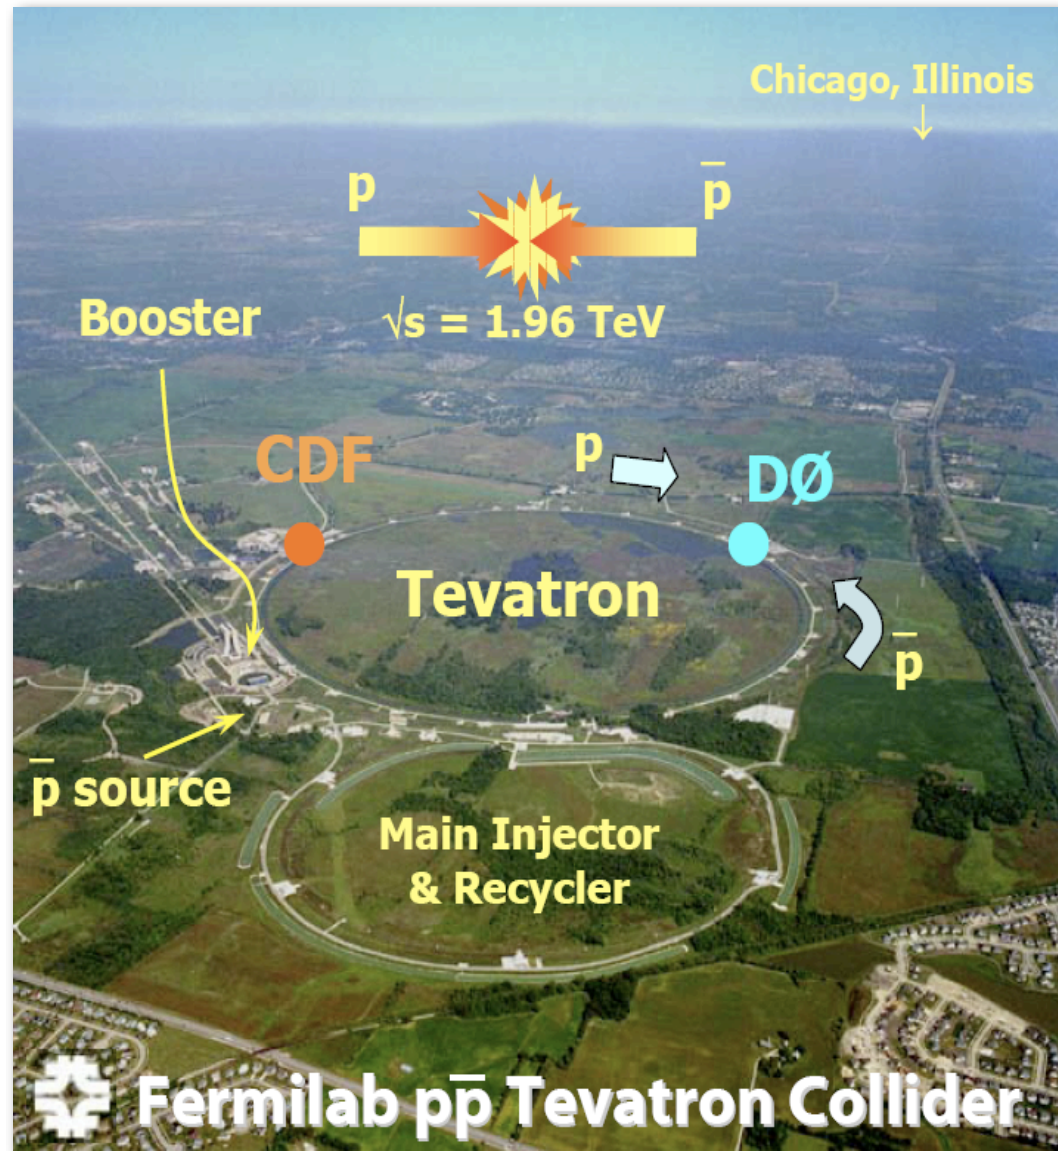 Chicago, Illinois
↓
p p̅
Booster
√s = 1.96 TeV
CDF
p
DØ
Tevatron
p̅
p̅ source
Main Injector
& Recycler
Fermilab pp̅ Tevatron Collider